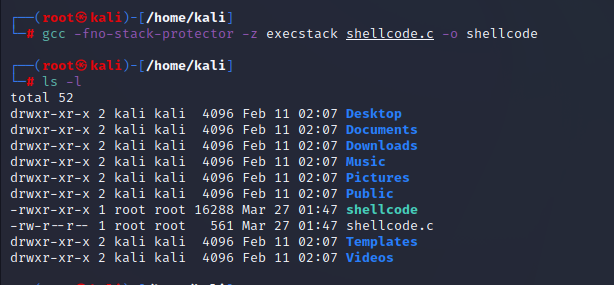 ┌──(root㉿kali)-[/home/kali]
└─# gcc -fno-stack-protector -z execstack shellcode.c -o shellcode
┌──(root㉿kali)-[/home/kali]
└─# ls -l
total 52
drwxr-xr-x 2 kali kali  4096 Feb 11 02:07 Desktop
drwxr-xr-x 2 kali kali  4096 Feb 11 02:07 Documents
drwxr-xr-x 2 kali kali  4096 Feb 11 02:07 Downloads
drwxr-xr-x 2 kali kali  4096 Feb 11 02:07 Music
drwxr-xr-x 2 kali kali  4096 Feb 11 02:07 Pictures
drwxr-xr-x 2 kali kali  4096 Feb 11 02:07 Public
-rwxr-xr-x 1 root root 16288 Mar 27 01:47 shellcode
-rw-r--r-- 1 root root   561 Mar 27 01:47 shellcode.c
drwxr-xr-x 2 kali kali  4096 Feb 11 02:07 Templates
drwxr-xr-x 2 kali kali  4096 Feb 11 02:07 Videos